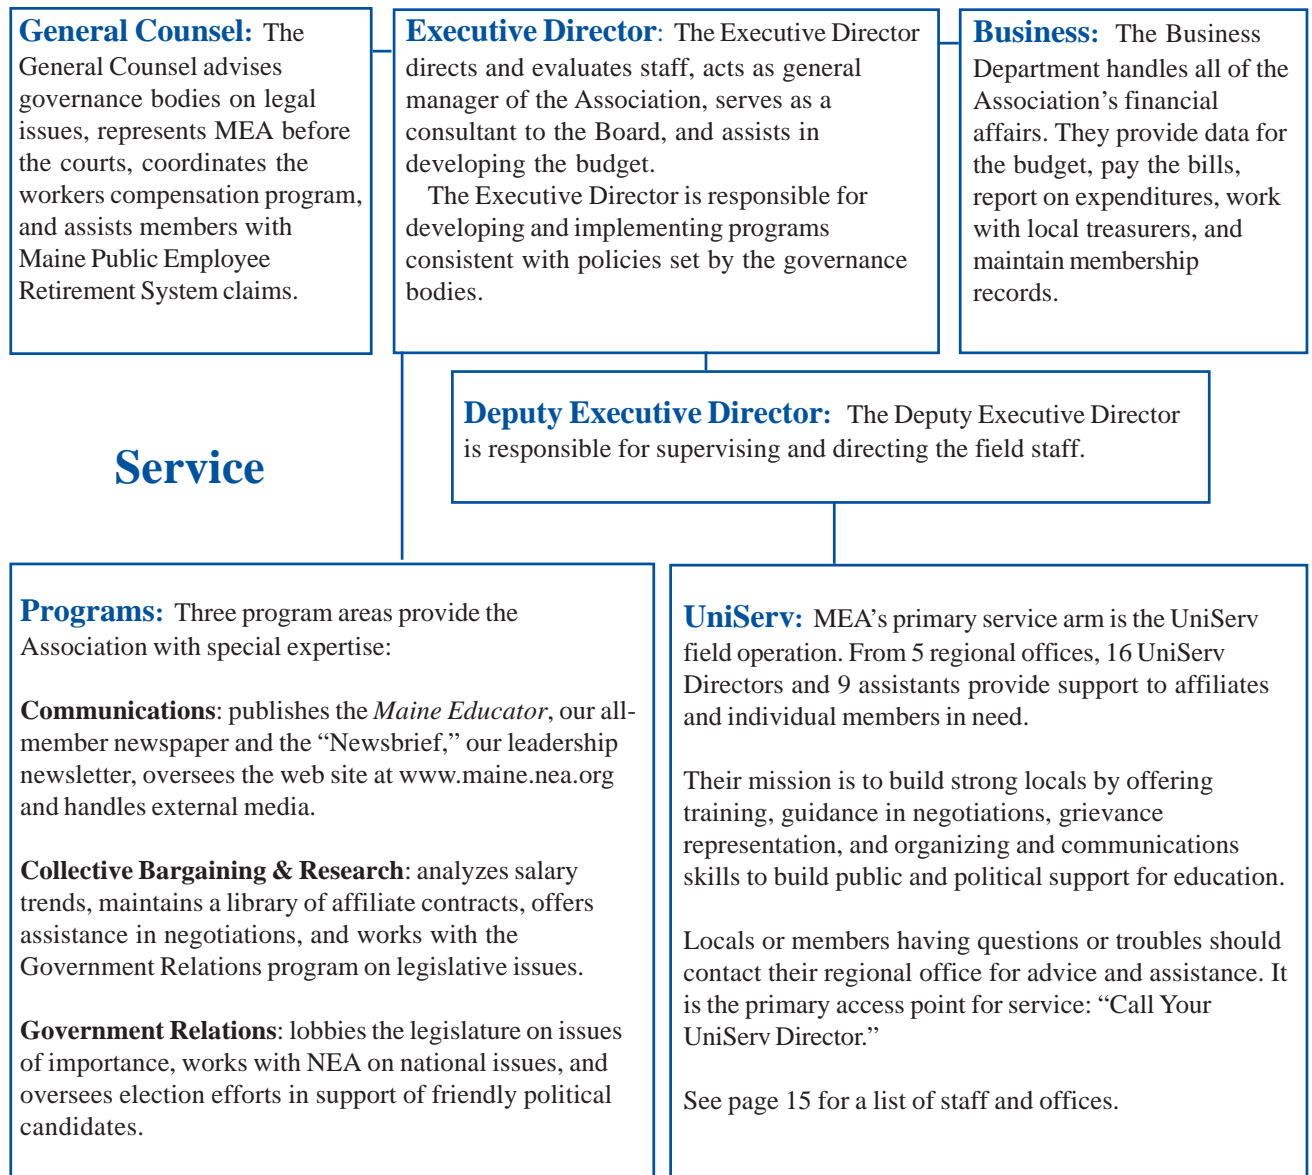 General Counsel: The
General Counsel advises
governance bodies on legal
issues, represents MEA before
the courts, coordinates the
workers compensation program,
and assists members with
Maine Public Employee
Retirement System claims.
Executive Director: The Executive Director
directs and evaluates staff, acts as general
manager of the Association, serves as a
consultant to the Board, and assists in
developing the budget.
The Executive Director is responsible for
developing and implementing programs
consistent with policies set by the governance
bodies.
Business: The Business
Department handles all of the
Association’s financial
affairs. They provide data for
the budget, pay the bills,
report on expenditures, work
with local treasurers, and
maintain membership
records.
Deputy Executive Director: The Deputy Executive Director
is responsible for supervising and directing the field staff.
Service
Programs: Three program areas provide the
Association with special expertise:
Communications: publishes the Maine Educator, our all-
member newspaper and the “Newsbrief,” our leadership
newsletter, oversees the web site at www.maine.nea.org
and handles external media.
Collective Bargaining & Research: analyzes salary
trends, maintains a library of affiliate contracts, offers
assistance in negotiations, and works with the
Government Relations program on legislative issues.
Government Relations: lobbies the legislature on issues
of importance, works with NEA on national issues, and
oversees election efforts in support of friendly political
candidates.
UniServ: MEA’s primary service arm is the UniServ
field operation. From 5 regional offices, 16 UniServ
Directors and 9 assistants provide support to affiliates
and individual members in need.
Their mission is to build strong locals by offering
training, guidance in negotiations, grievance
representation, and organizing and communications
skills to build public and political support for education.
Locals or members having questions or troubles should
contact their regional office for advice and assistance. It
is the primary access point for service: “Call Your
UniServ Director.”
See page 15 for a list of staff and offices.